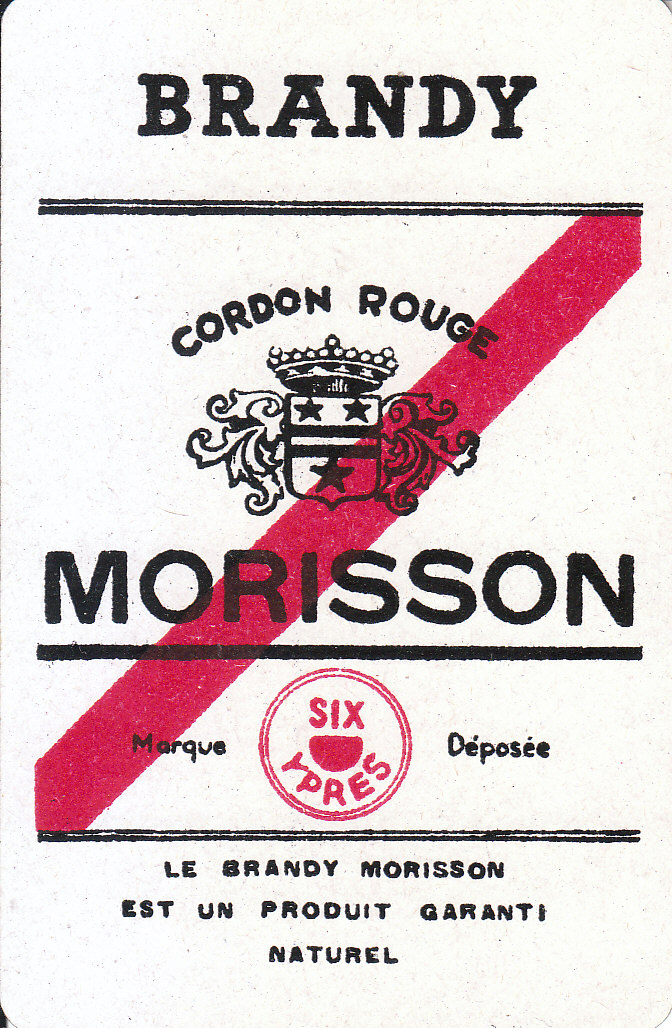 BRANDY
CORDON ROUGE
MORISSON
Marque
SIX
YPRES
Déposée
LE BRANDY MORISSON
EST UN PRODUIT GARANTI
NATUREL